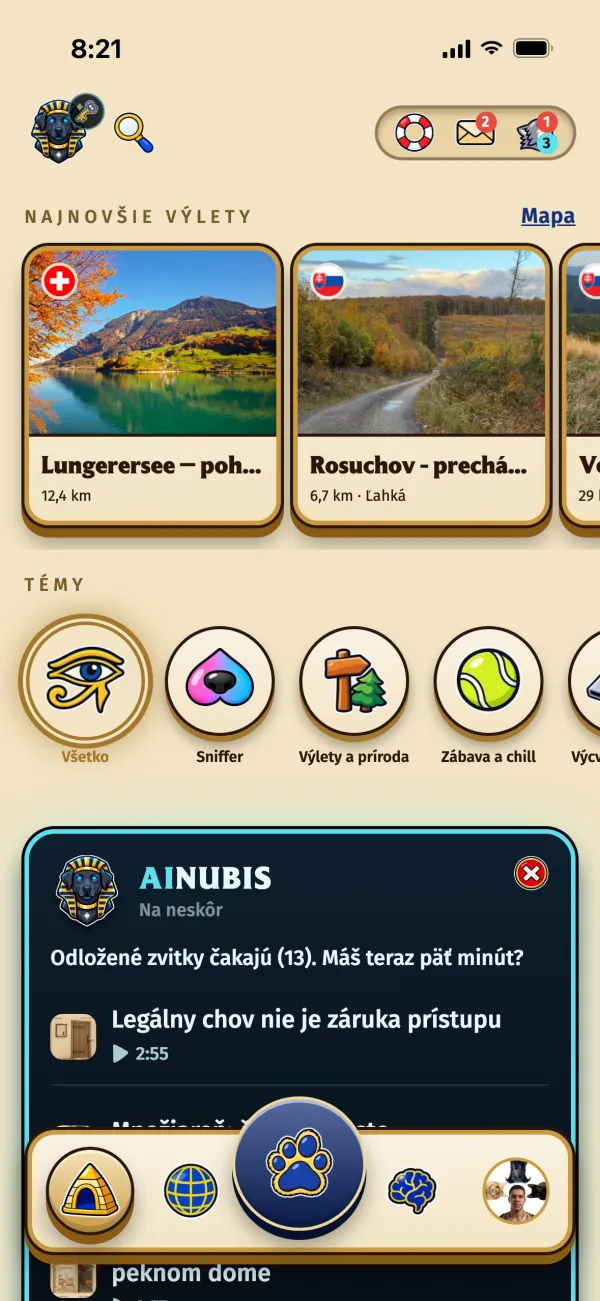 8:21
2
1
3
NAJNOVŠIE VÝLETY
Mapa
Lungerersee – poh...
12,4 km
Rosuchov - prechá...
6,7 km · Ľahká
29
TÉMY
Všetko
Sniffer
Výlety a príroda
Zábava a chill
AINUBIS
Na neskôr
Odložené zvitky čakajú (13). Máš teraz päť minút?
Legálny chov nie je záruka prístupu
2:55
peknom dome